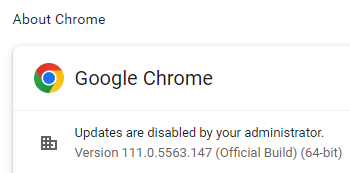 About Chrome
Google Chrome
Updates are disabled by your administrator.
Version 111.0.5563.147 (Official Build) (64-bit)